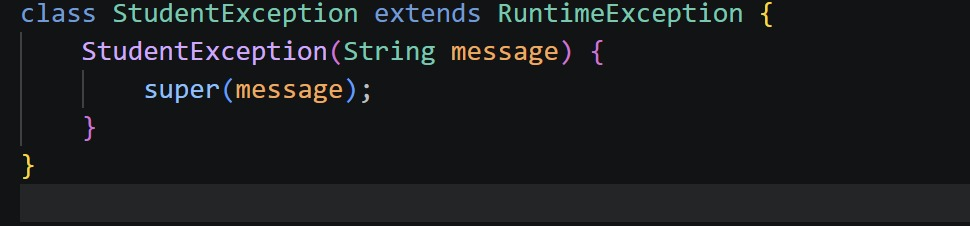 class StudentException extends RuntimeException {
    StudentException(String message) {
        super(message);
    }
}